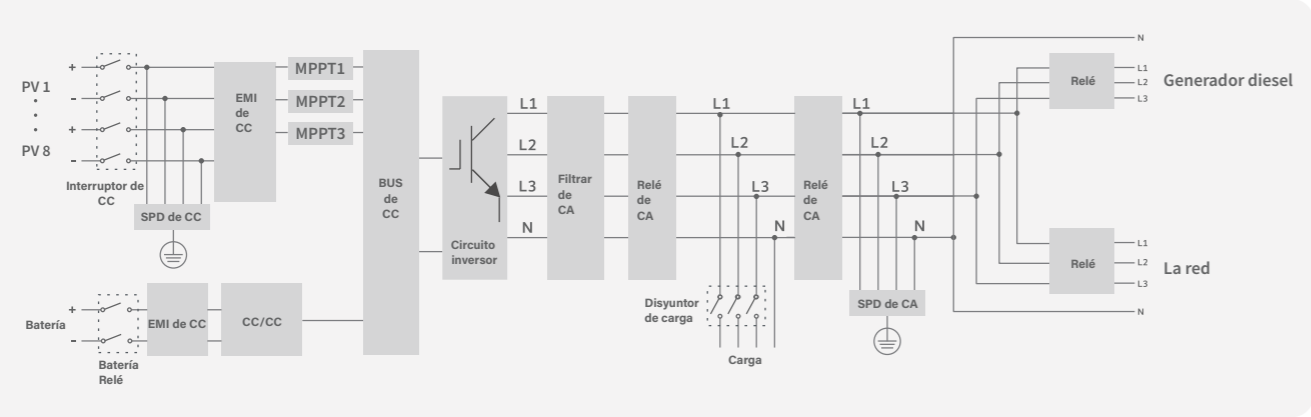 PV 1
PV 8
+
-
+
-
Interruptor de
CC
SPD de CC
EMI
de
CC
MPPT1
MPPT2
MPPT3
BUS
de
CC
Batería
+
-
Batería
Relé
EMI de CC
CC/CC
Circuito
inversor
L1
L2
L3
N
Filtrar
de
CA
Relé
de
CA
L1
L2
L3
N
Disyuntor
de carga
Carga
Relé
de
CA
L1
L2
L3
N
SPD de CA
N
Relé
L1
L2
L3
Generador diesel
Relé
L1
L2
L3
La red
N